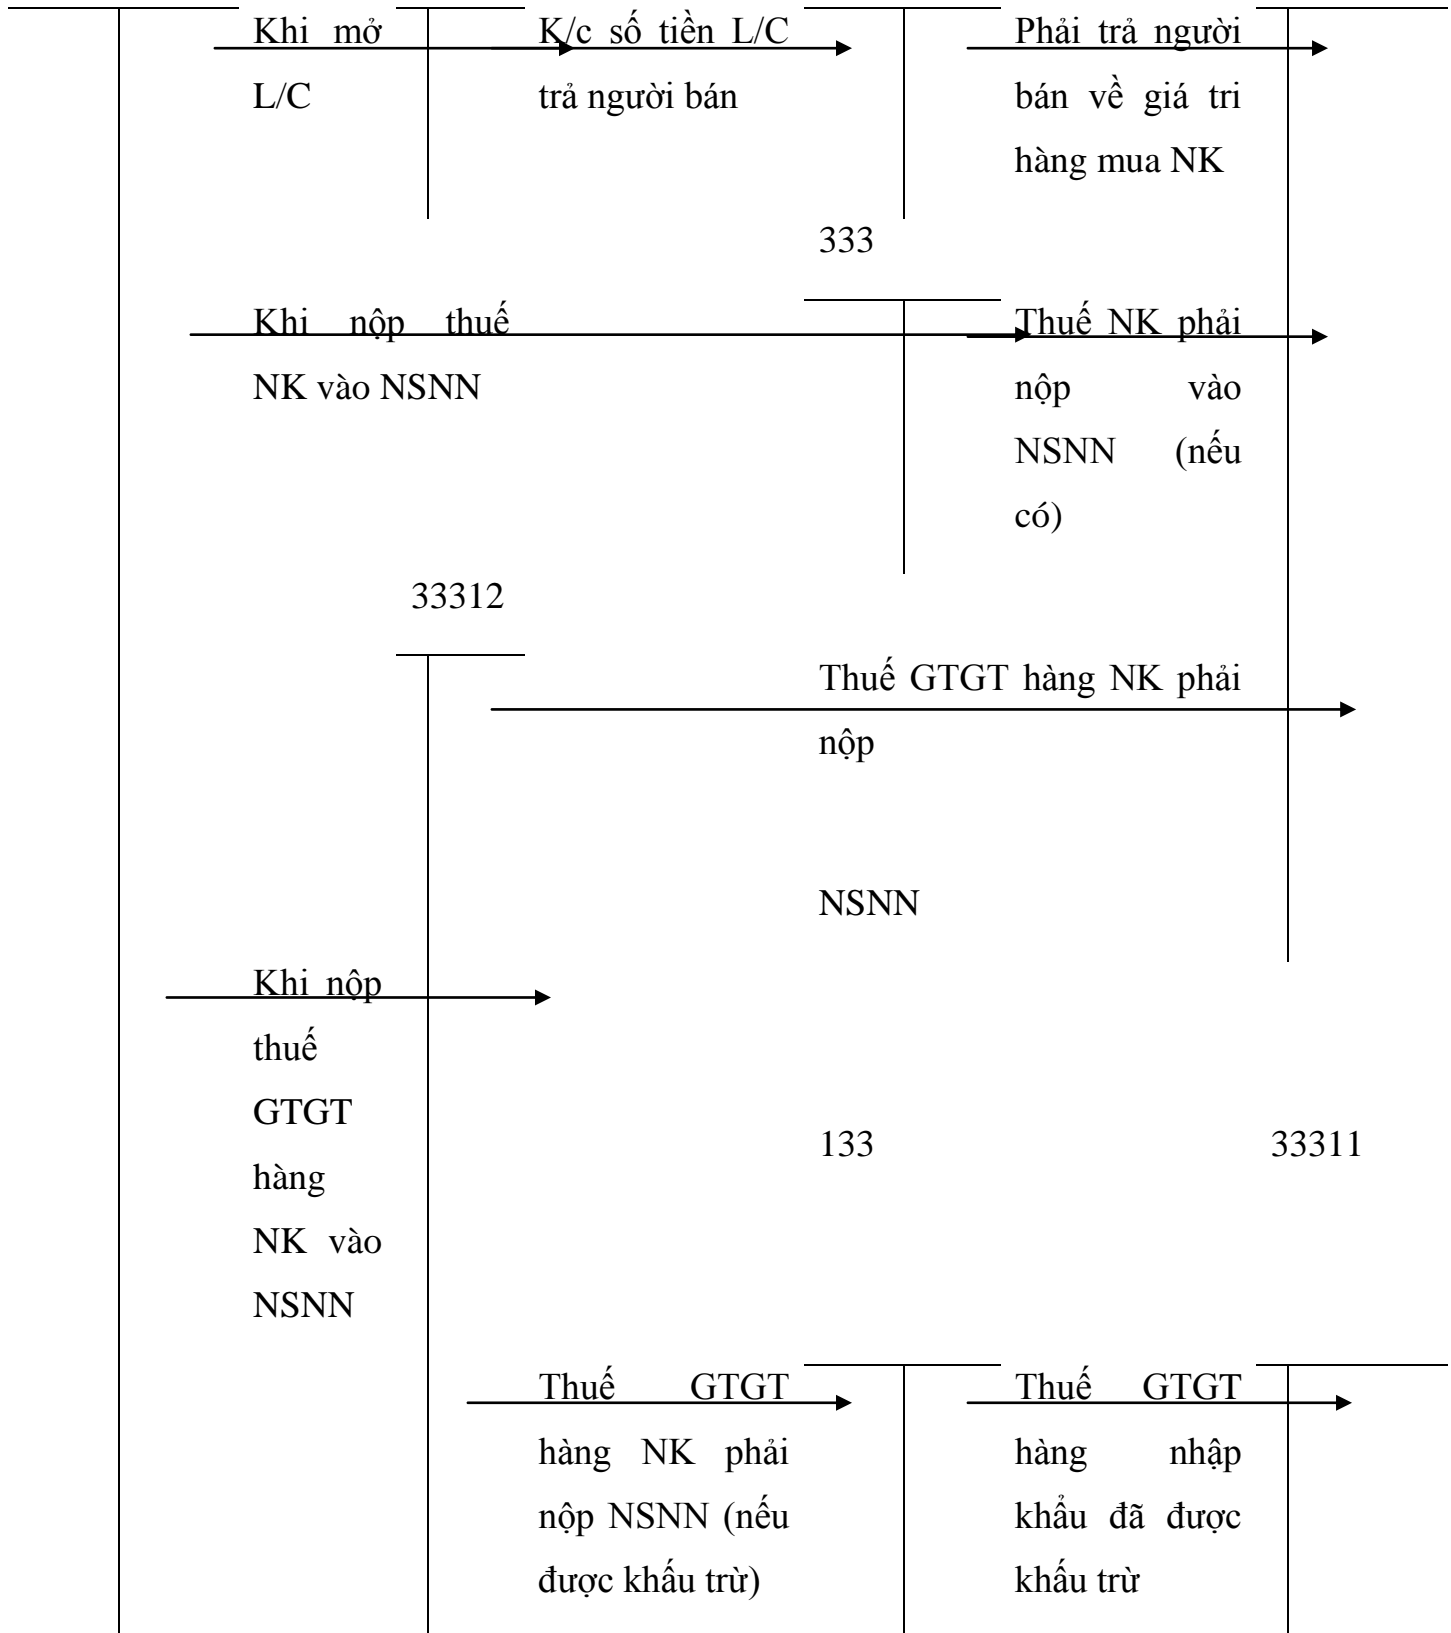 Khi mở
L/C
K/c số tiền L/C
trả người bán
Phải trả người
bán về giá tri
hàng mua NK
333
Khi nộp thuế
NK vào NSNN
Thuế NK phải
nộp vào
NSNN (nếu
có)
33312
Thuế GTGT hàng NK phải
nộp
NSNN
Khi nộp
thuế
GTGT
hàng
NK vào
NSNN
133
33311
Thuế GTGT
hàng NK phải
nộp NSNN (nếu
được khấu trừ)
Thuế GTGT
hàng nhập
khẩu đã được
khấu trừ